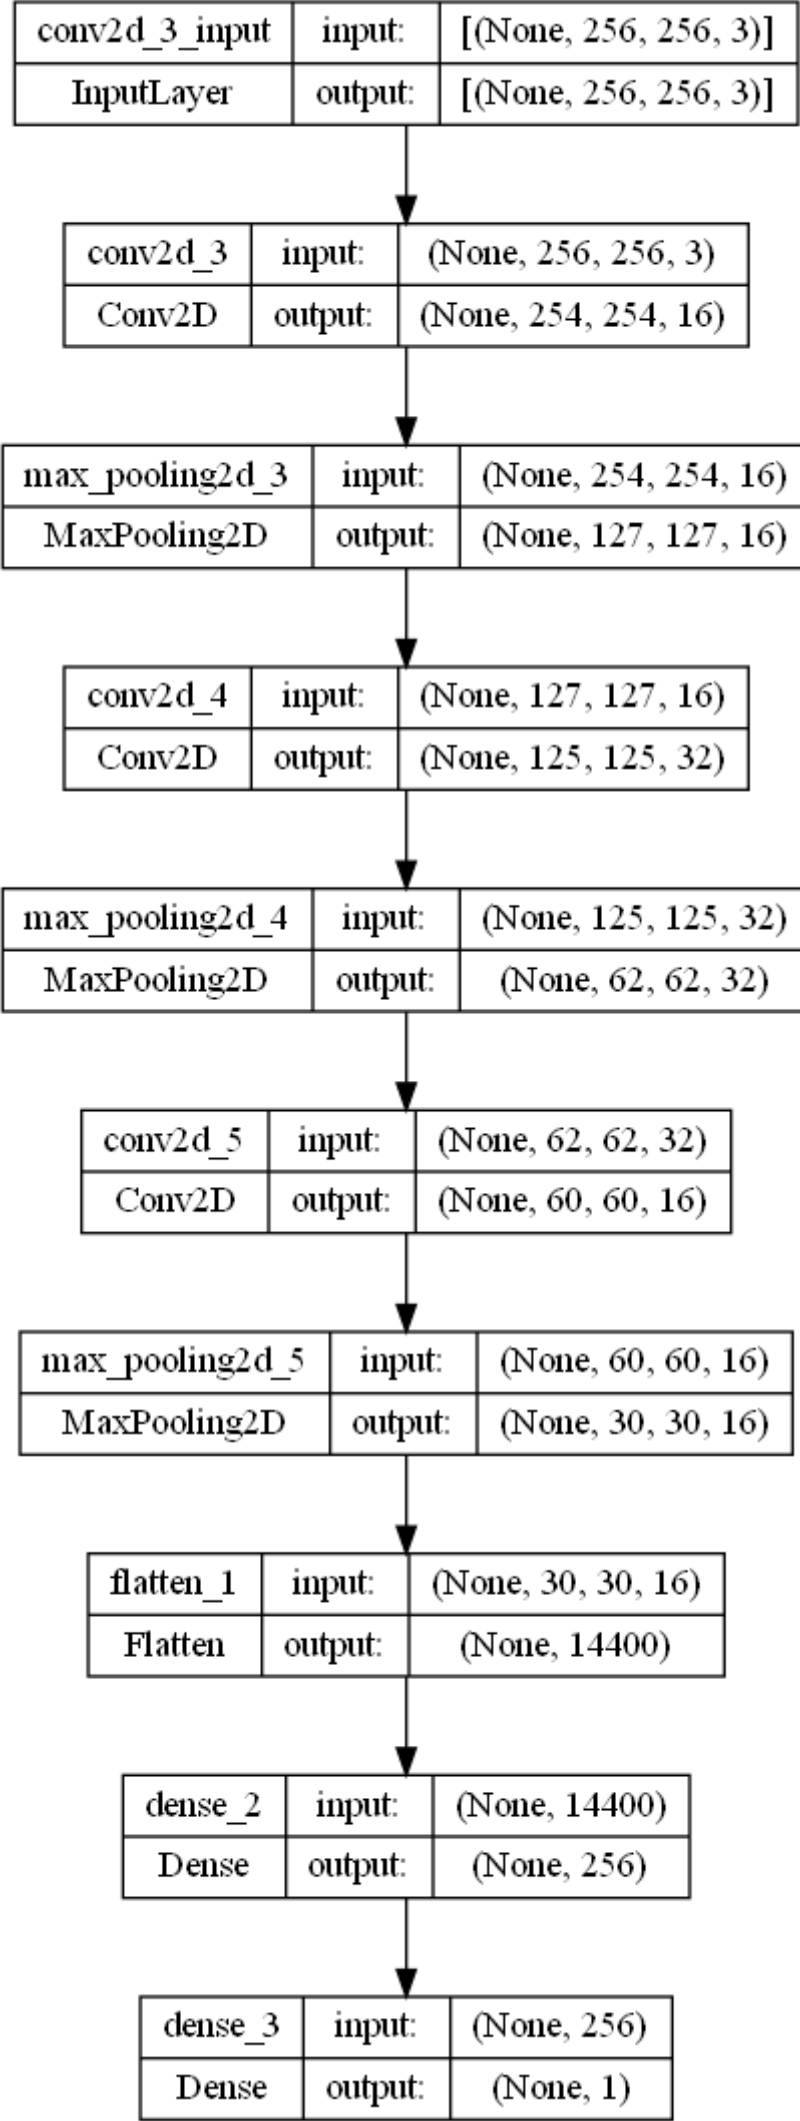 conv2d_3_input input: [(None, 256, 256, 3)]
InputLayer output: [(None, 256, 256, 3)]
conv2d_3 input: (None, 256, 256, 3)
Conv2D output: (None, 254, 254, 16)
max_pooling2d_3 input: (None, 254, 254, 16)
MaxPooling2D output: (None, 127, 127, 16)
conv2d_4 input: (None, 127, 127, 16)
Conv2D output: (None, 125, 125, 32)
max_pooling2d_4 input: (None, 125, 125, 32)
MaxPooling2D output: (None, 62, 62, 32)
conv2d_5 input: (None, 62, 62, 32)
Conv2D output: (None, 60, 60, 16)
max_pooling2d_5 input: (None, 60, 60, 16)
MaxPooling2D output: (None, 30, 30, 16)
flatten_1 input: (None, 30, 30, 16)
Flatten output: (None, 14400)
dense_2 input: (None, 14400)
Dense output: (None, 256)
dense_3 input: (None, 256)
Dense output: (None, 1)